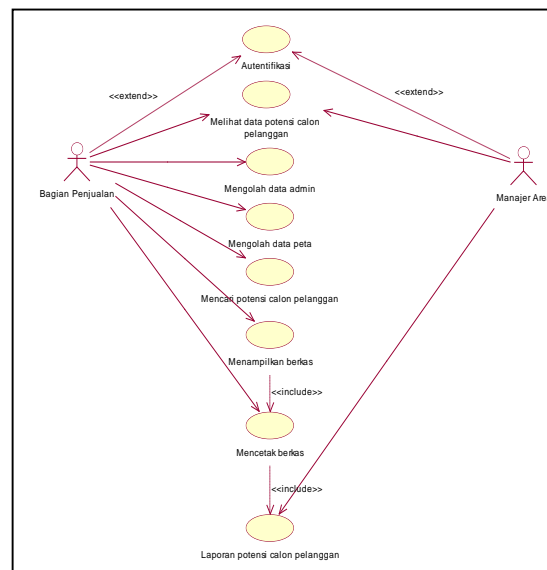 Autentifikasi
<<extend>>
<<extend>>
Melihat data potensi calon
pelanggan
Bagian Penjualan
Mengolah data admin
Manajer Are
Mengolah data peta
Mencari potensi calon pelanggan
Menampilkan berkas
<<include>>
Mencetak berkas
<<include>>
Laporan potensi calon pelanggan